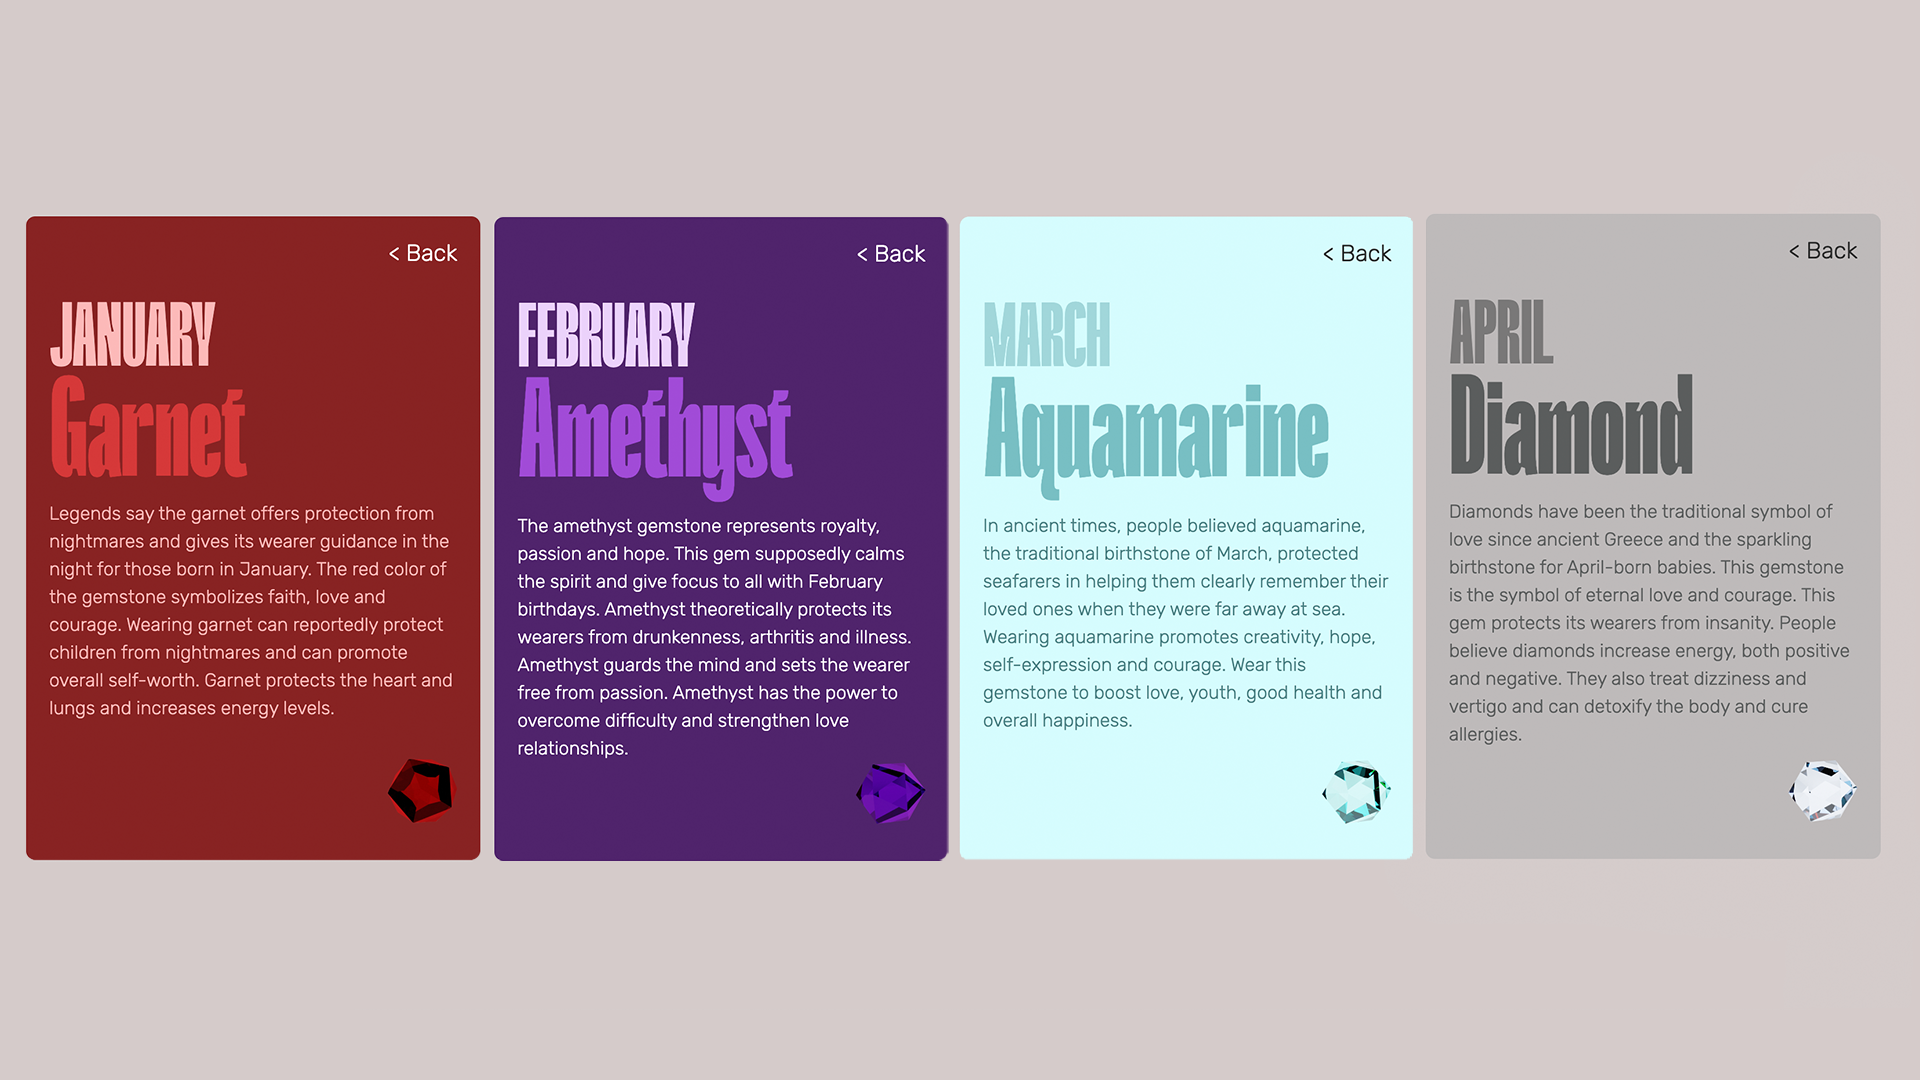 < Back
JANUARY
Garnet
Legends say the garnet offers protection from
nightmares and gives its wearer guidance in the
night for those born in January. The red color of
the gemstone symbolizes faith, love and
courage. Wearing garnet can reportedly protect
children from nightmares and can promote
overall self-worth. Garnet protects the heart and
lungs and increases energy levels.
< Back
FEBRUARY
Amethyst
The amethyst gemstone represents royalty,
passion and hope. This gem supposedly calms
the spirit and give focus to all with February
birthdays. Amethyst theoretically protects its
wearers from drunkenness, arthritis and illness.
Amethyst guards the mind and sets the wearer
free from passion. Amethyst has the power to
overcome difficulty and strengthen love
relationships.
< Back
MARCH
Aquamarine
In ancient times, people believed aquamarine,
the traditional birthstone of March, protected
seafarers in helping them clearly remember their
loved ones when they were far away at sea.
Wearing aquamarine promotes creativity, hope,
self-expression and courage. Wear this
gemstone to boost love, youth, good health and
overall happiness.
< Back
APRIL
Diamond
Diamonds have been the traditional symbol of
love since ancient Greece and the sparkling
birthstone for April-born babies. This gemstone
is the symbol of eternal love and courage. This
gem protects its wearers from insanity. People
believe diamonds increase energy, both positive
and negative. They also treat dizziness and
vertigo and can detoxify the body and cure
allergies.